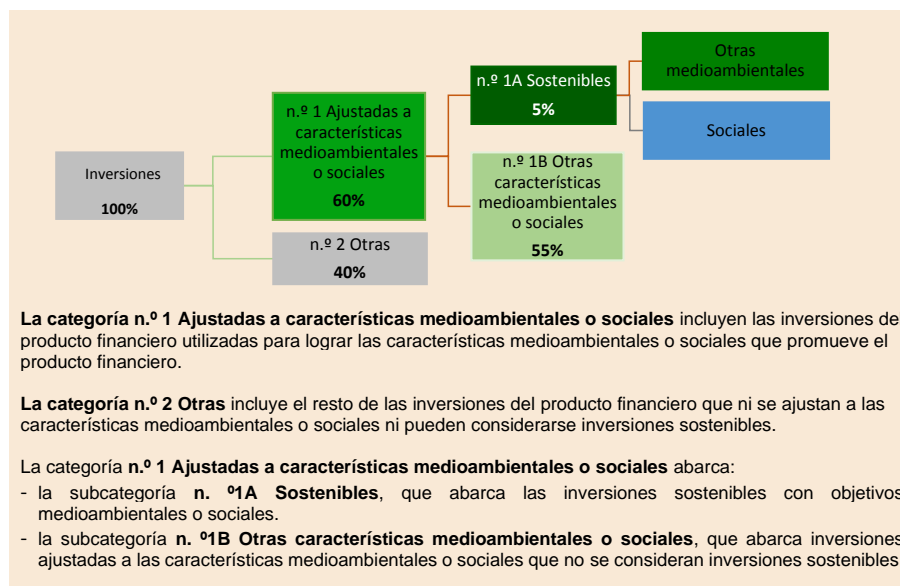 Inversiones
100%
n.º 1 Ajustadas a
características
medioambientales
o sociales
60%
n.º 2 Otras
40%
n.º 1A Sostenibles
5%
n.º 1B Otras
características
medioambientales
o sociales
55%
Otras
medioambientales
Sociales
La categoría n.º 1 Ajustadas a características medioambientales o sociales incluyen las inversiones de
producto financiero utilizadas para lograr las características medioambientales o sociales que promueve el
producto financiero.
La categoría n.º 2 Otras incluye el resto de las inversiones del producto financiero que ni se ajustan a las
características medioambientales o sociales ni pueden considerarse inversiones sostenibles.
La categoría n.º 1 Ajustadas a características medioambientales o sociales abarca:
- la subcategoría n. º1A Sostenibles, que abarca las inversiones sostenibles con objetivos
medioambientales o sociales.
- la subcategoría n. º1B Otras características medioambientales o sociales, que abarca inversiones
ajustadas a las características medioambientales o sociales que no se consideran inversiones sostenibles